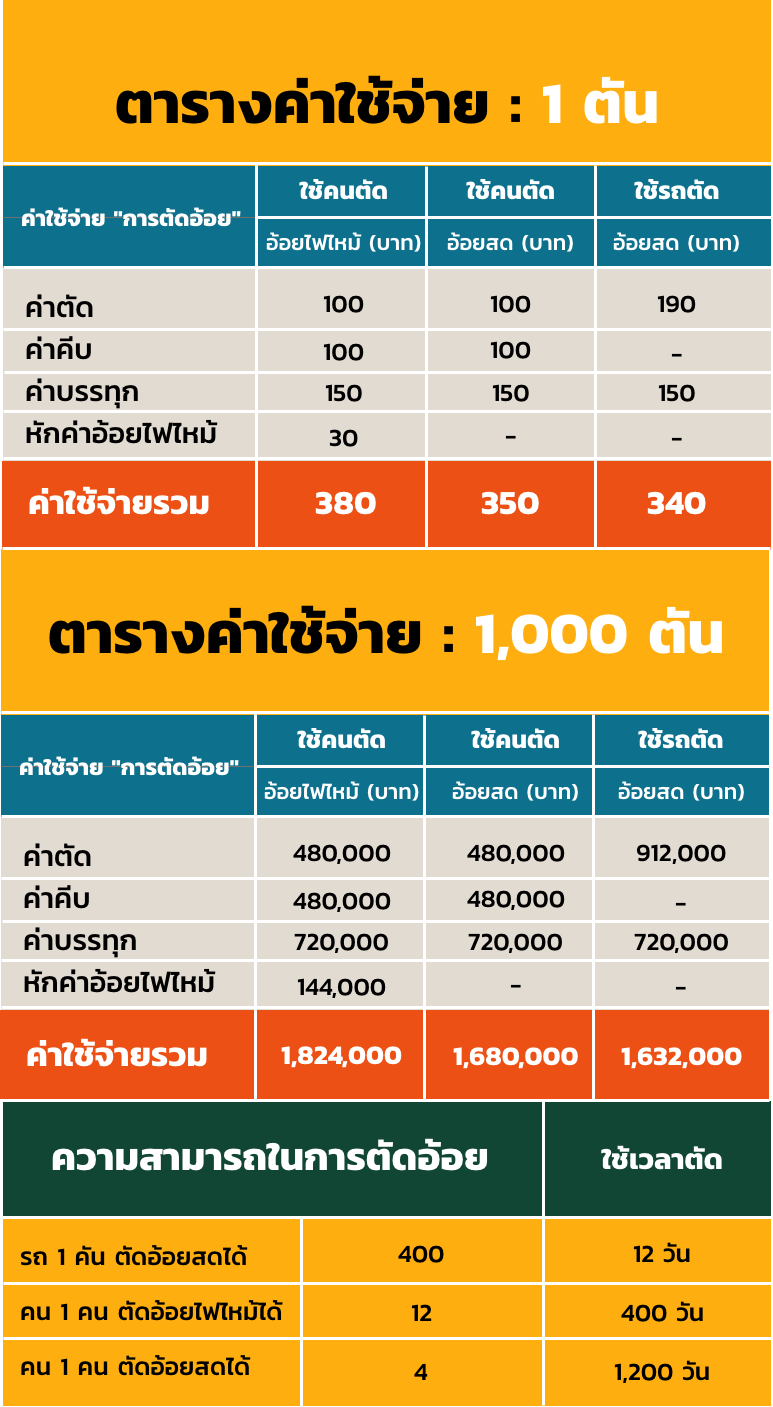 ตารางค่าใช้จ่าย : 1 ตัน
ค่าใช้จ่าย "การตัดอ้อย" ใช้คนตัด ใช้คนตัด ใช้รถตัด
อ้อยไฟไหม้ (บาท) อ้อยสด (บาท) อ้อยสด (บาท)
ค่าตัด 100 100 190
ค่าคีบ 100 100 -
ค่าบรรทุก 150 150 150
หักค่าอ้อยไฟไหม้ 30 - -
ค่าใช้จ่ายรวม 380 350 340
ตารางค่าใช้จ่าย : 1,000 ตัน
ค่าใช้จ่าย "การตัดอ้อย" ใช้คนตัด ใช้คนตัด ใช้รถตัด
อ้อยไฟไหม้ (บาท) อ้อยสด (บาท) อ้อยสด (บาท)
ค่าตัด 480,000 480,000 912,000
ค่าคีบ 480,000 480,000 -
ค่าบรรทุก 720,000 720,000 720,000
หักค่าอ้อยไฟไหม้ 144,000 - -
ค่าใช้จ่ายรวม 1,824,000 1,680,000 1,632,000
ความสามารถในการตัดอ้อย ใช้เวลาตัด
รถ 1 คัน ตัดอ้อยสดได้ 400 12 วัน
คน 1 คน ตัดอ้อยไฟไหม้ได้ 12 400 วัน
คน 1 คน ตัดอ้อยสดได้ 4 1,200 วัน